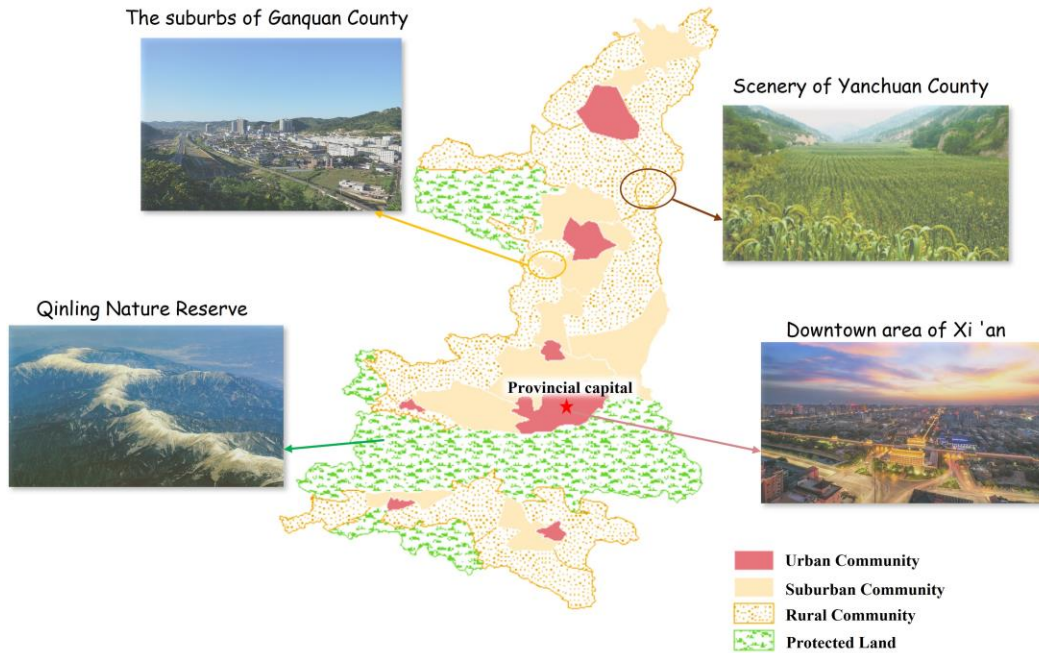 The suburbs of Ganquan County
Scenery of Yanchuan County
Qinling Nature Reserve
Downtown area of Xi 'an
Provincial capital
Urban Community
Suburban Community
Rural Community
Protected Land